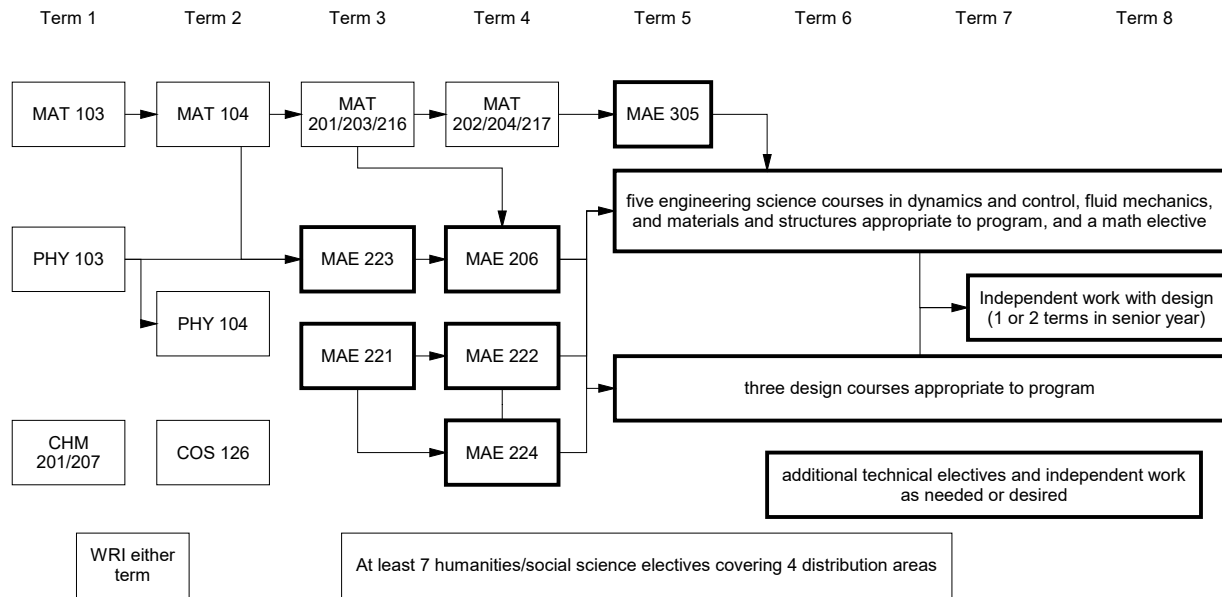 Term 1 Term 2 Term 3 Term 4 Term 5 Term 6 Term 7 Term 8
MAT 103
MAT 104
MAT
201/203/216
MAT
202/204/217
MAE 305
five engineering science courses in dynamics and control, fluid mechanics,
and materials and structures appropriate to program, and a math elective
PHY 103
MAE 223
MAE 206
PHY 104
Independent work with design
(1 or 2 terms in senior year)
MAE 221
MAE 222
three design courses appropriate to program
CHM
201/207
COS 126
MAE 224
additional technical electives and independent work
as needed or desired
WRI either
term
At least 7 humanities/social science electives covering 4 distribution areas